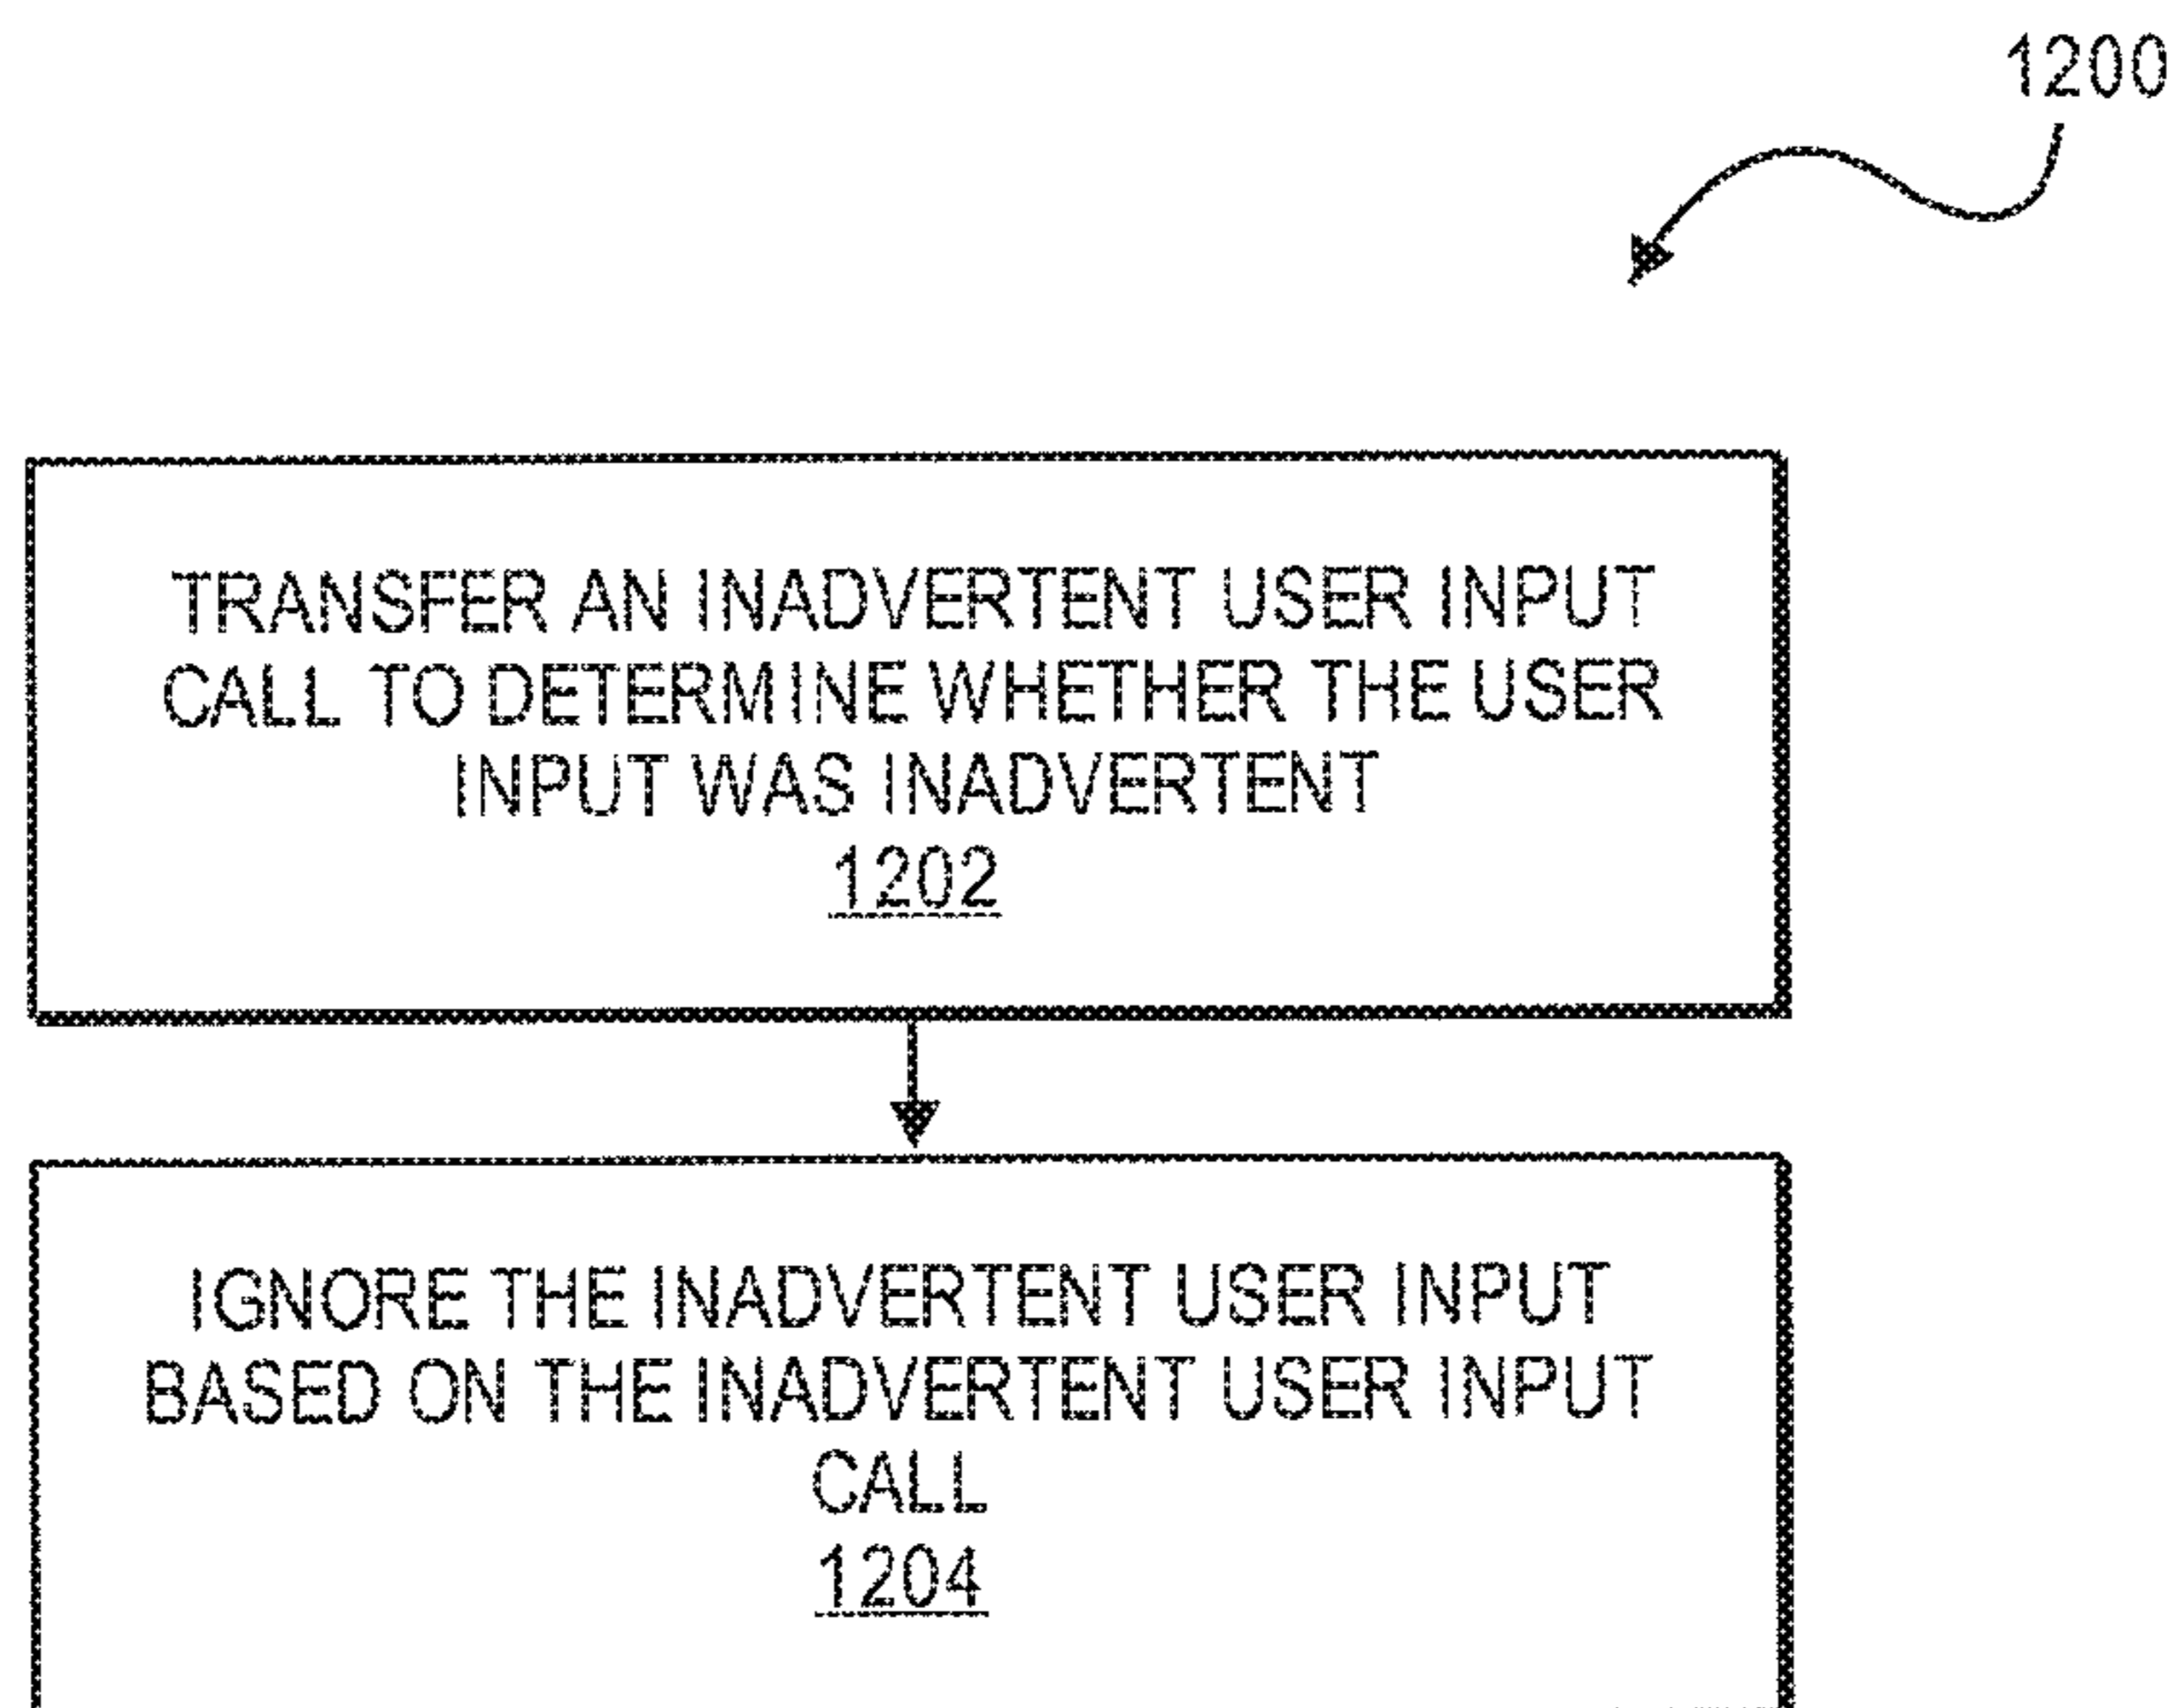 1200
TRANSFER AN INADVERTENT USER INPUT
CALL TO DETERMINE WHETHER THE USER
INPUT WAS INADVERTENT
1202
IGNORE THE INADVERTENT USER INPUT
BASED ON THE INADVERTENT USER INPUT
CALL
1204